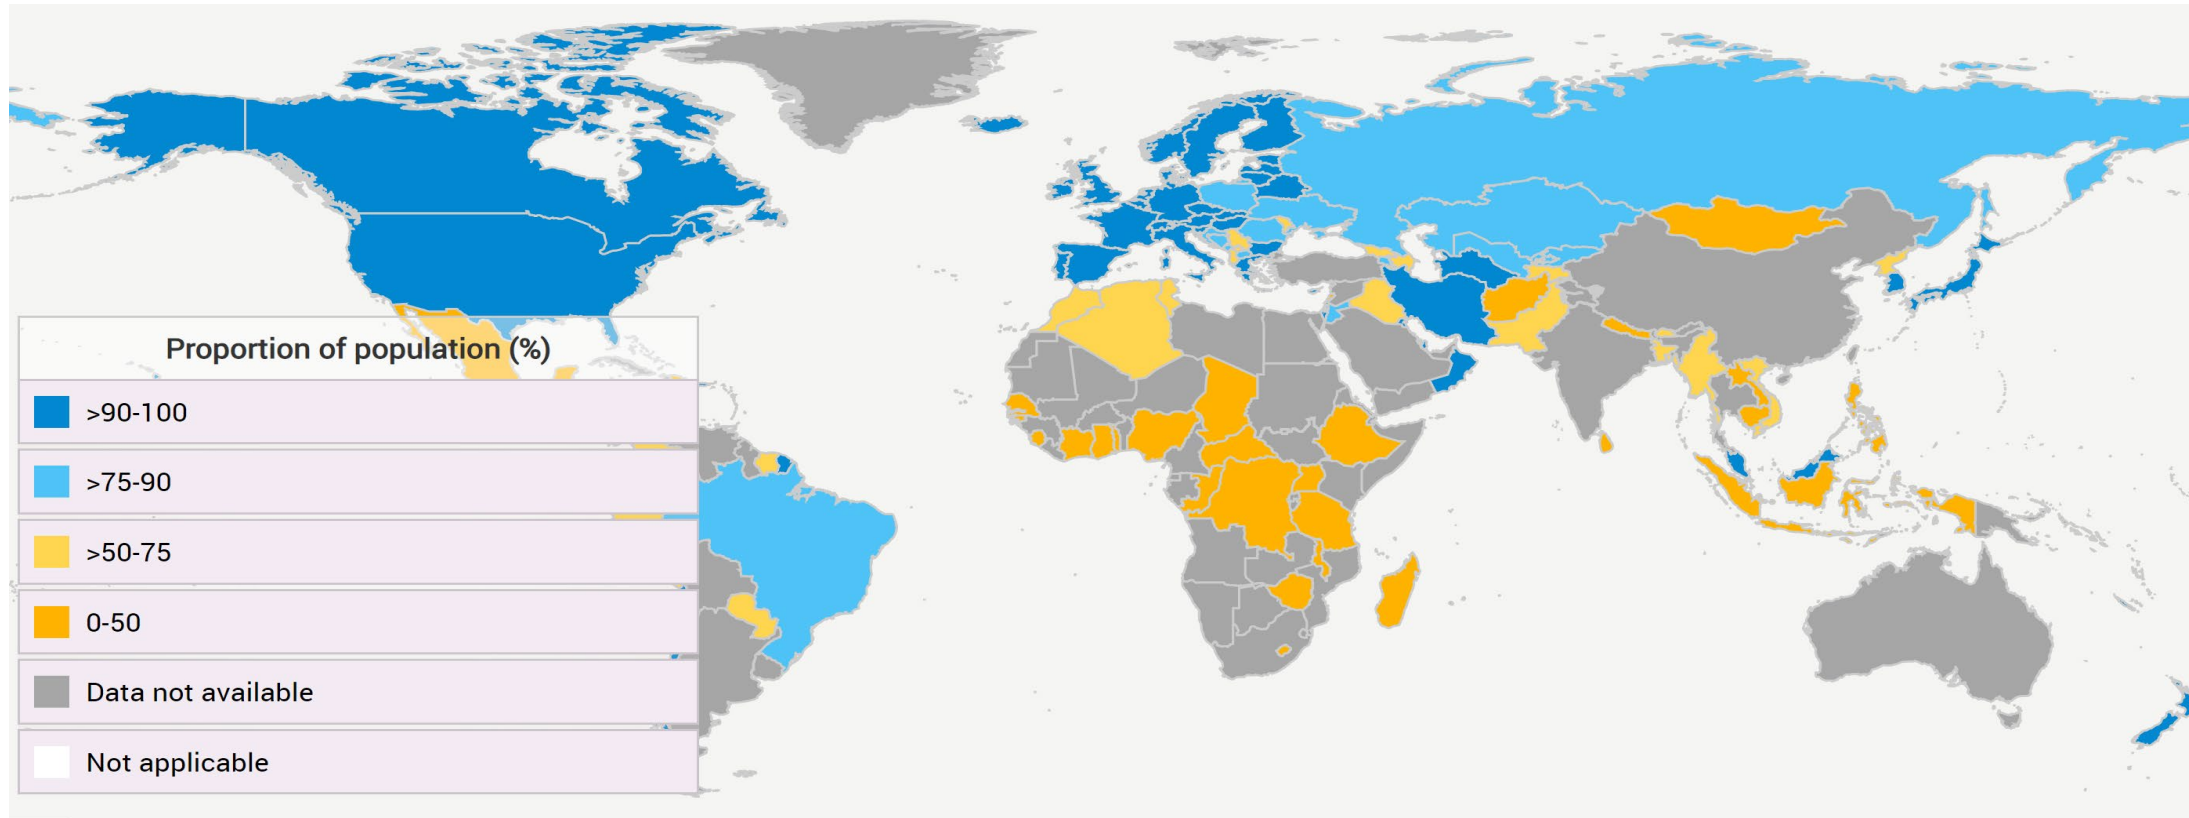 Proportion of population (%)
>90-100
>75-90
>50-75
0-50
Data not available
Not applicable